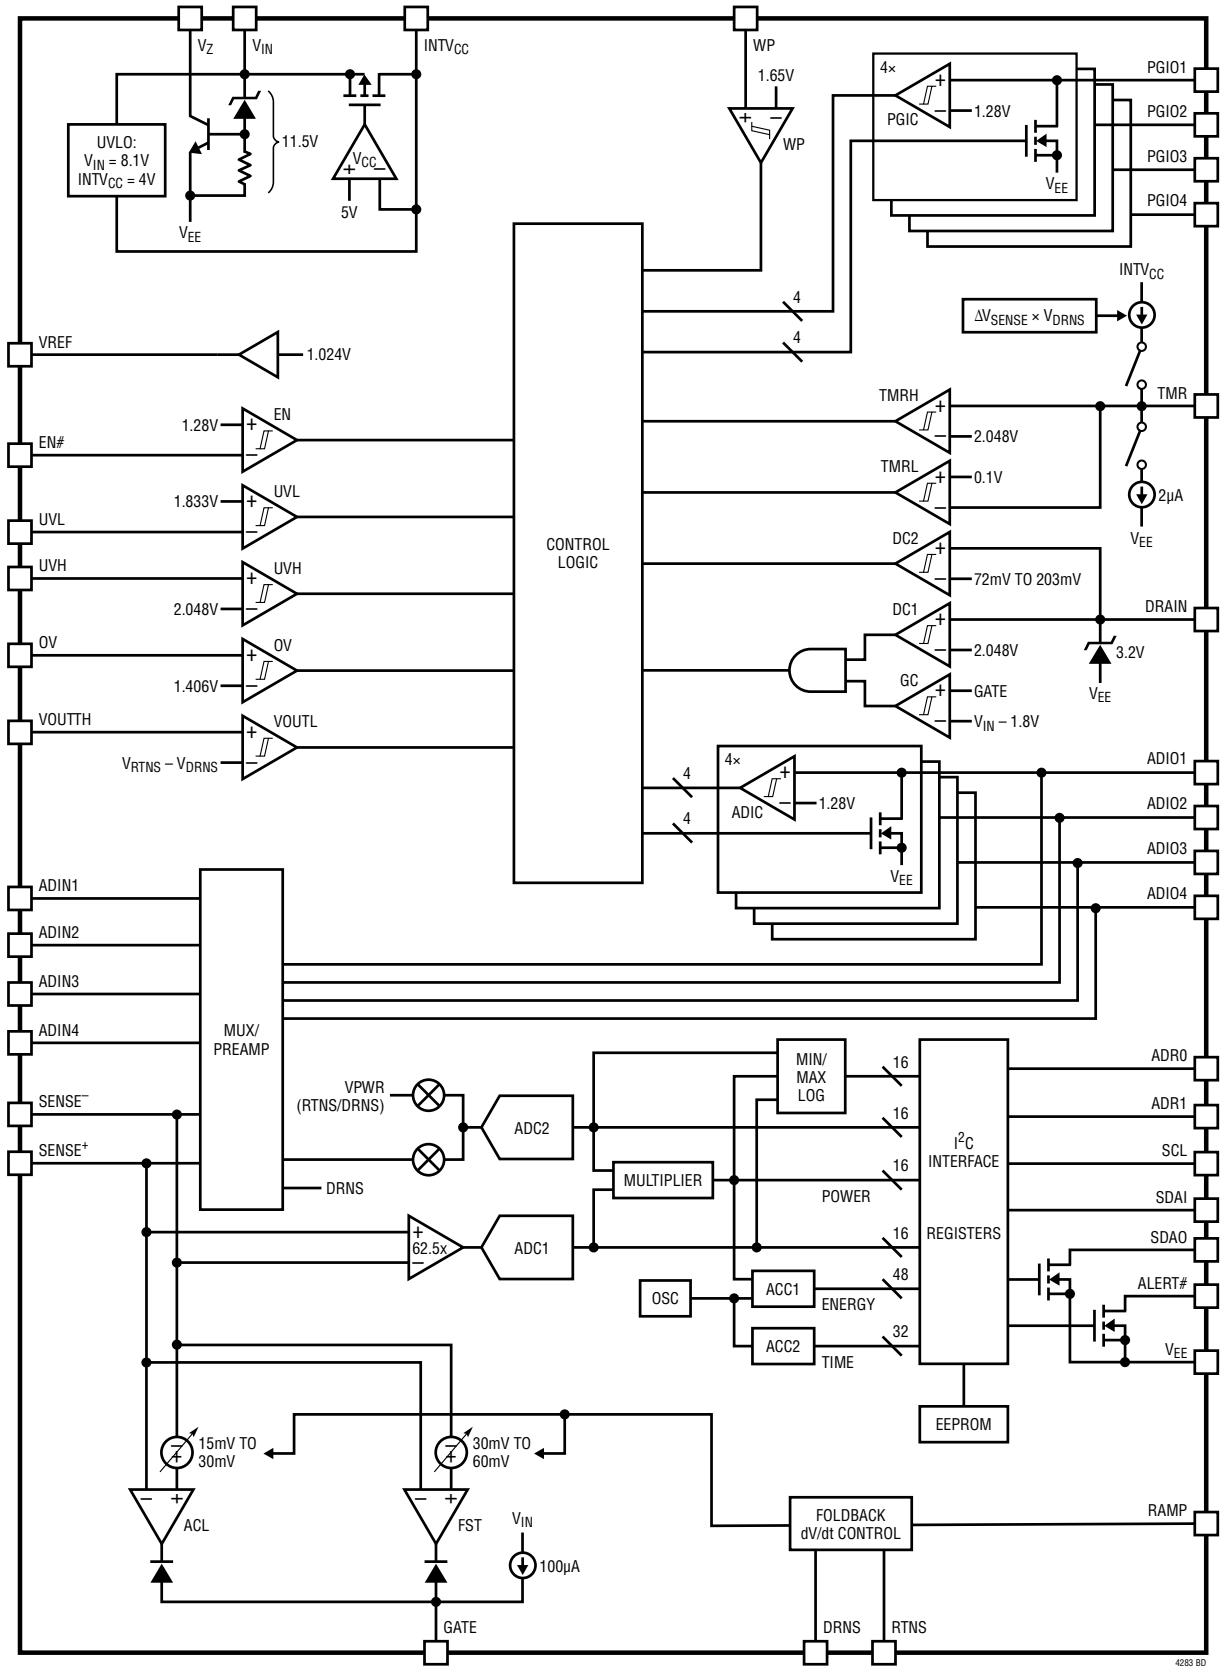 VZ
VIN
INTVCC
WP
UVLO:
VIN = 8.1V
INTVCC = 4V
11.5V
VCC
+
−
5V
VEE
1.65V
+
−
WP
4×
+
−
PGIC
1.28V
VEE
PGIO1
PGIO2
PGIO3
PGIO4
4
4
INTVCC
∆VSENSE × VDRNS
VREF
1.024V
TMR
2µA
VEE
TMRH
+
−
2.048V
TMRL
+
−
0.1V
EN#
1.28V
+
−
EN
UVL
1.833V
+
−
UVL
UVH
2.048V
+
−
UVH
OV
1.406V
+
−
OV
VOUTTH
VRTNS – VDRNS
+
−
VOUTL
CONTROL
LOGIC
DC2
+
−
72mV TO 203mV
DRAIN
DC1
+
−
2.048V
3.2V
VEE
GC
+
−
GATE
VIN – 1.8V
4×
+
−
ADIC
1.28V
VEE
4
4
ADIO1
ADIO2
ADIO3
ADIO4
ADIN1
ADIN2
ADIN3
ADIN4
SENSE–
SENSE+
MUX/
PREAMP
DRNS
VPWR
(RTNS/DRNS)
ADC2
MIN/
MAX
LOG
16
16
MULTIPLIER
16
POWER
+
62.5x
−
ADC1
16
OSC
ACC1
48
ENERGY
ACC2
32
TIME
I2C
INTERFACE
REGISTERS
EEPROM
ADR0
ADR1
SCL
SDAI
SDAO
ALERT#
VEE
−
+
15mV TO
30mV
−
+
ACL
−
+
30mV TO
60mV
−
+
FST
VIN
100µA
GATE
FOLDBACK
dV/dt CONTROL
RAMP
DRNS
RTNS
4283 BD